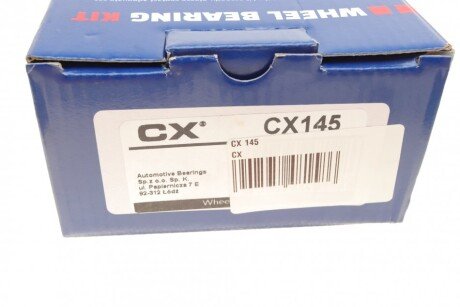 WHEEL BEARING KIT
CX® CX145
CX 145
CX
Automotive Bearings
Sp.z o.o. Sp. K.
ul. Papiernicza 7 E
92-312 Łódź
Whee